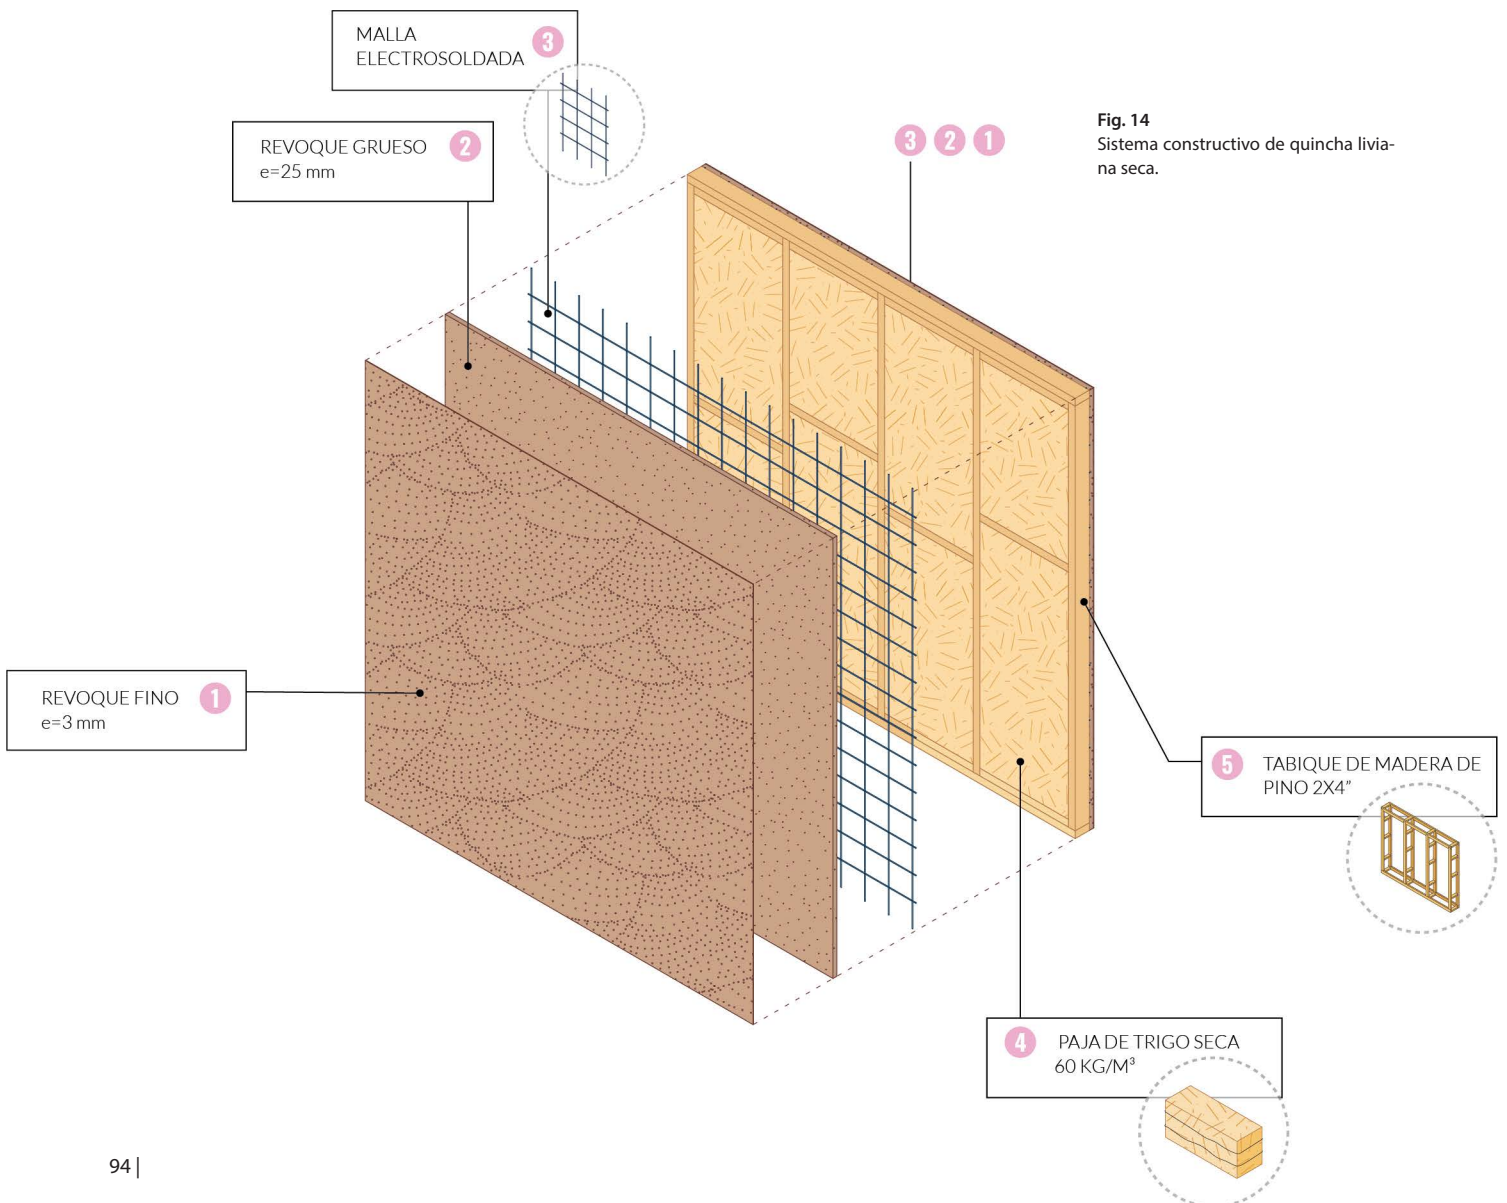 MALLA
ELECTROSOLDADA
3
REVOQUE GRUESO
e=25 mm
2
3 2 1
Fig. 14
Sistema constructivo de quincha livia-
na seca.
REVOQUE FINO
e=3 mm
1
5
TABIQUE DE MADERA DE
PINO 2X4”
4
PAJA DE TRIGO SECA
60 KG/M³
94 |